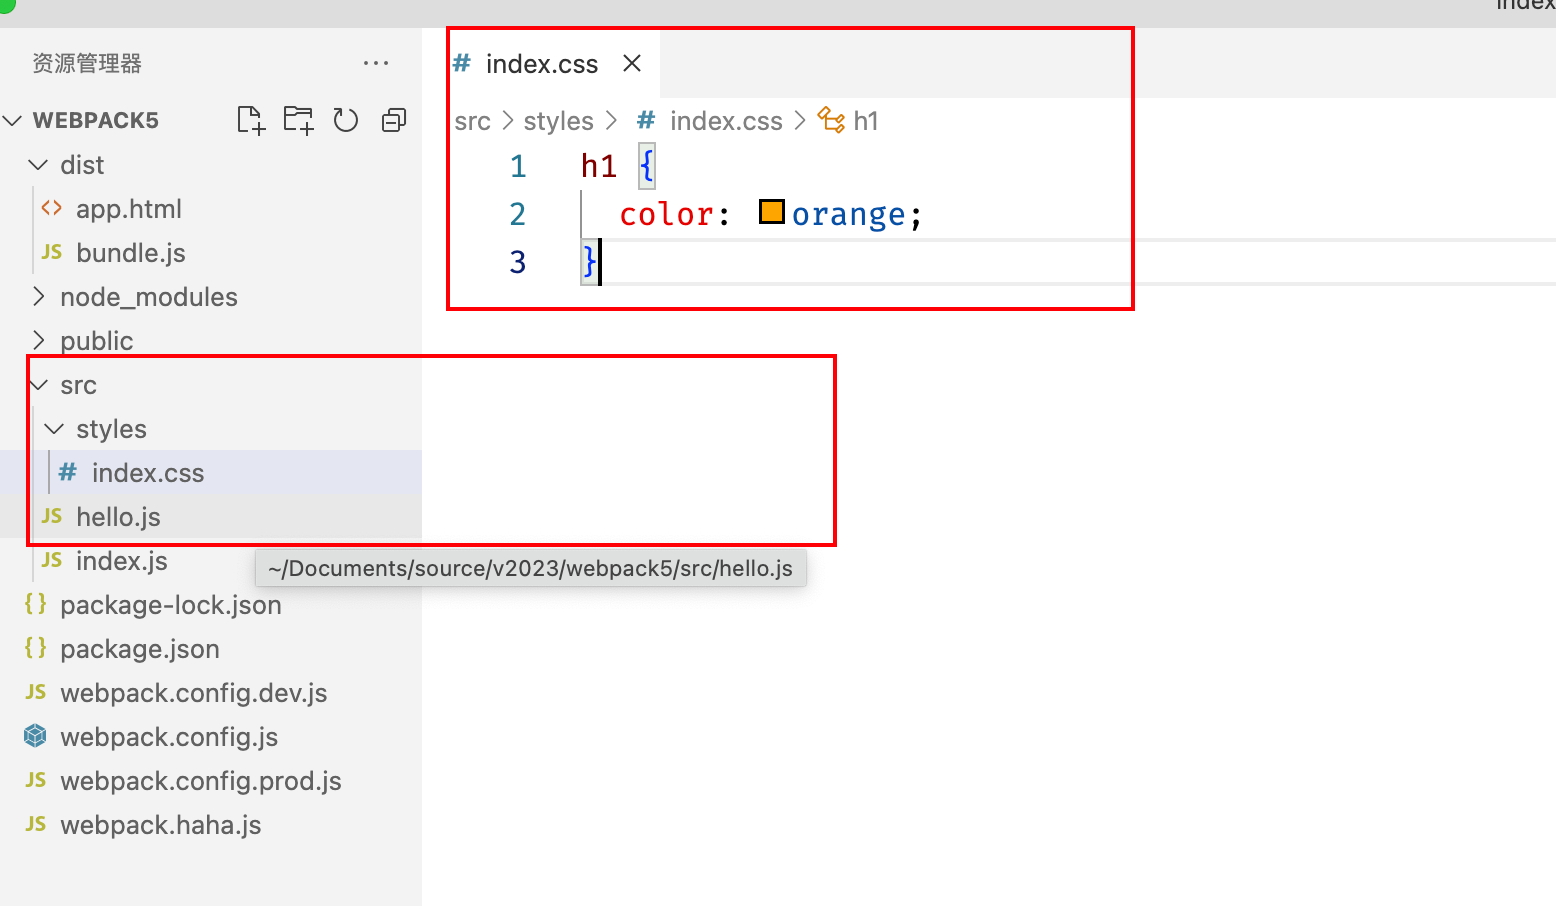 index
资源管理器 ···
WEBPACK5
dist
<> app.html
JS bundle.js
node_modules
public
src
styles
# index.css
JS hello.js
JS index.js
~/Documents/source/v2023/webpack5/src/hello.js
{} package-lock.json
{} package.json
JS webpack.config.dev.js
webpack.config.js
JS webpack.config.prod.js
JS webpack.haha.js
# index.css ×
src > styles > # index.css > h1
1 h1 {
2 color: orange;
3 }